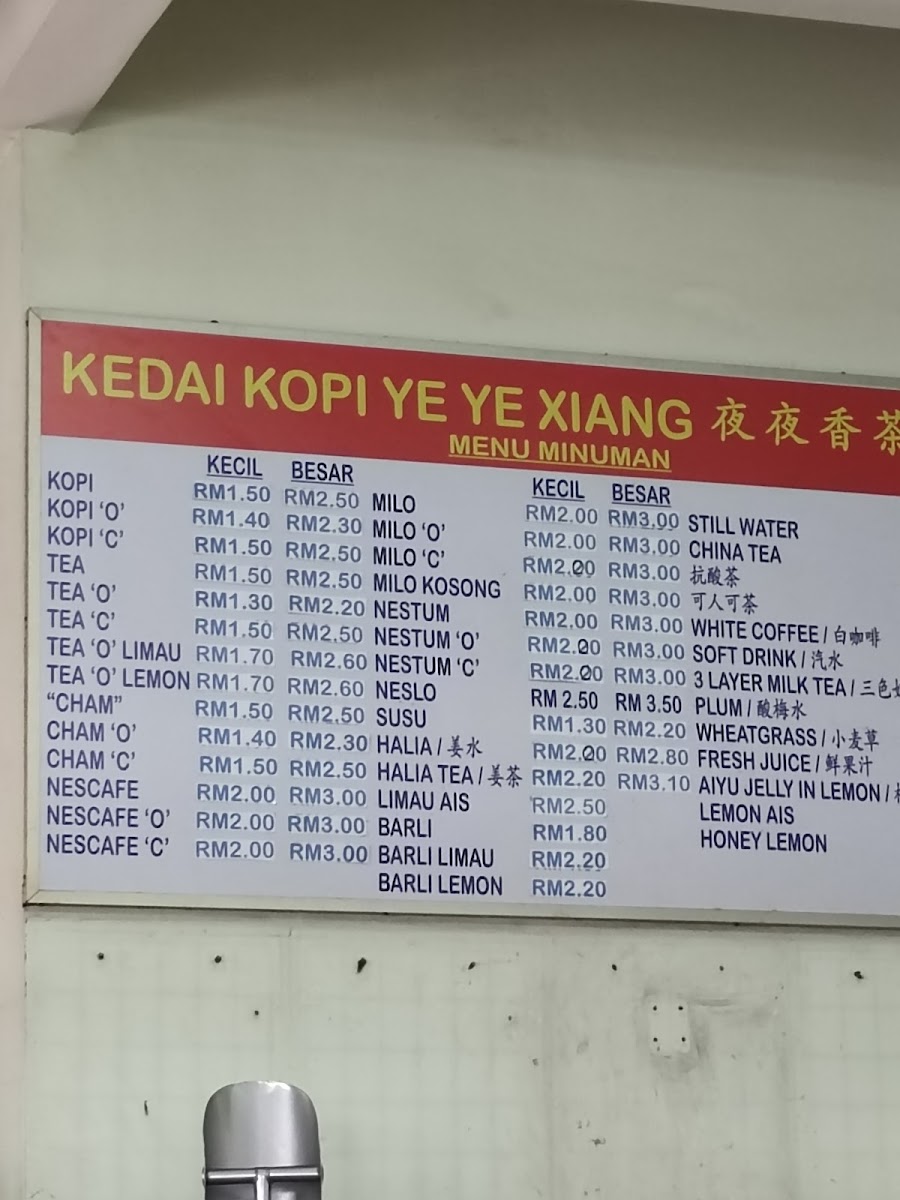 KEDAI KOPI YE YE XIANG 夜夜香茶
MENU MINUMAN
KECIL BESAR
KOPI RM1.50 RM2.50
KOPI ‘O’ RM1.40 RM2.30
KOPI ‘C’ RM1.50 RM2.50
TEA RM1.50 RM2.50
TEA ‘O’ RM1.30 RM2.20
TEA ‘C’ RM1.50 RM2.50
TEA ‘O’ LIMAU RM1.70 RM2.60
TEA ‘O’ LEMON RM1.70 RM2.60
“CHAM” RM1.50 RM2.50
CHAM ‘O’ RM1.40 RM2.30
CHAM ‘C’ RM1.50 RM2.50
NESCAFE RM2.00 RM3.00
NESCAFE ‘O’ RM2.00 RM3.00
NESCAFE ‘C’ RM2.00 RM3.00
KECIL BESAR
MILO RM2.00 RM3.00
MILO ‘O’ RM2.00 RM3.00
MILO ‘C’ RM2.00 RM3.00
MILO KOSONG RM2.00 RM3.00
NESTUM RM2.00 RM3.00
NESTUM ‘O’ RM2.00 RM3.00
NESTUM ‘C’ RM2.00 RM3.00
NESLO RM 2.50 RM 3.50
SUSU RM1.30 RM2.20
HALIA / 姜水 RM2.00 RM2.80
HALIA TEA / 姜茶 RM2.20 RM3.10
LIMAU AIS RM2.50
BARLI RM1.80
BARLI LIMAU RM2.20
BARLI LEMON RM2.20
STILL WATER
CHINA TEA
抗酸茶
可人可茶
WHITE COFFEE / 白咖啡
SOFT DRINK / 汽水
3 LAYER MILK TEA / 三色
PLUM / 酸梅水
WHEATGRASS / 小麦草
FRESH JUICE / 鲜果汁
AIYU JELLY IN LEMON /
LEMON AIS
HONEY LEMON